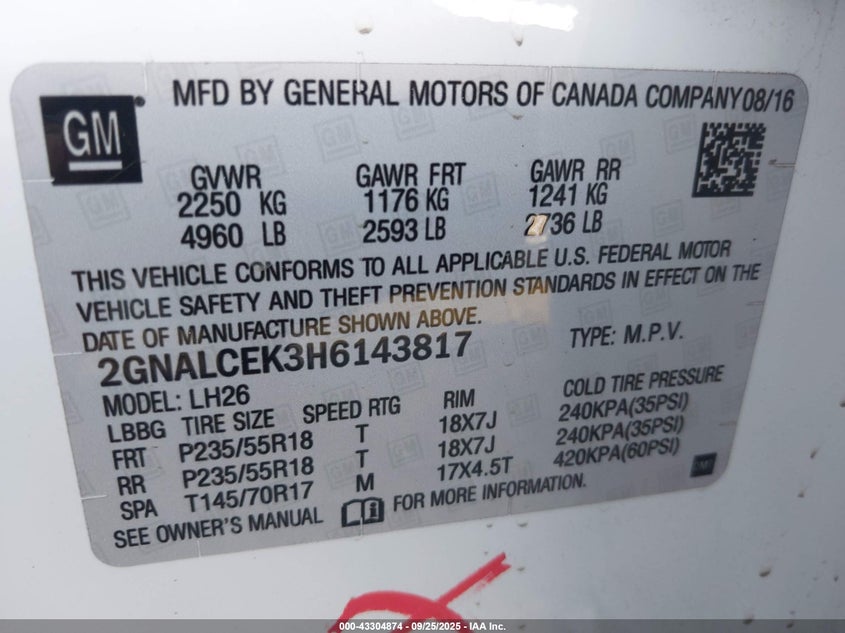 GM
MFD BY GENERAL MOTORS OF CANADA COMPANY 08/16
GVWR GAWR FRT GAWR RR
2250 KG 1176 KG 1241 KG
4960 LB 2593 LB 2736 LB
THIS VEHICLE CONFORMS TO ALL APPLICABLE U.S. FEDERAL MOTOR
VEHICLE SAFETY AND THEFT PREVENTION STANDARDS IN EFFECT ON THE
DATE OF MANUFACTURE SHOWN ABOVE.
2GNALCEK3H6143817 TYPE: M.P.V.
MODEL: LH26
LBBG TIRE SIZE SPEED RTG RIM COLD TIRE PRESSURE
FRT P235/55R18 T 18X7J 240KPA(35PSI)
RR P235/55R18 T 18X7J 240KPA(35PSI)
SPA T145/70R17 M 17X4.5T 420KPA(60PSI)
SEE OWNER'S MANUAL FOR MORE INFORMATION.
GM
000-43304874 - 09/25/2025 - IAA Inc.